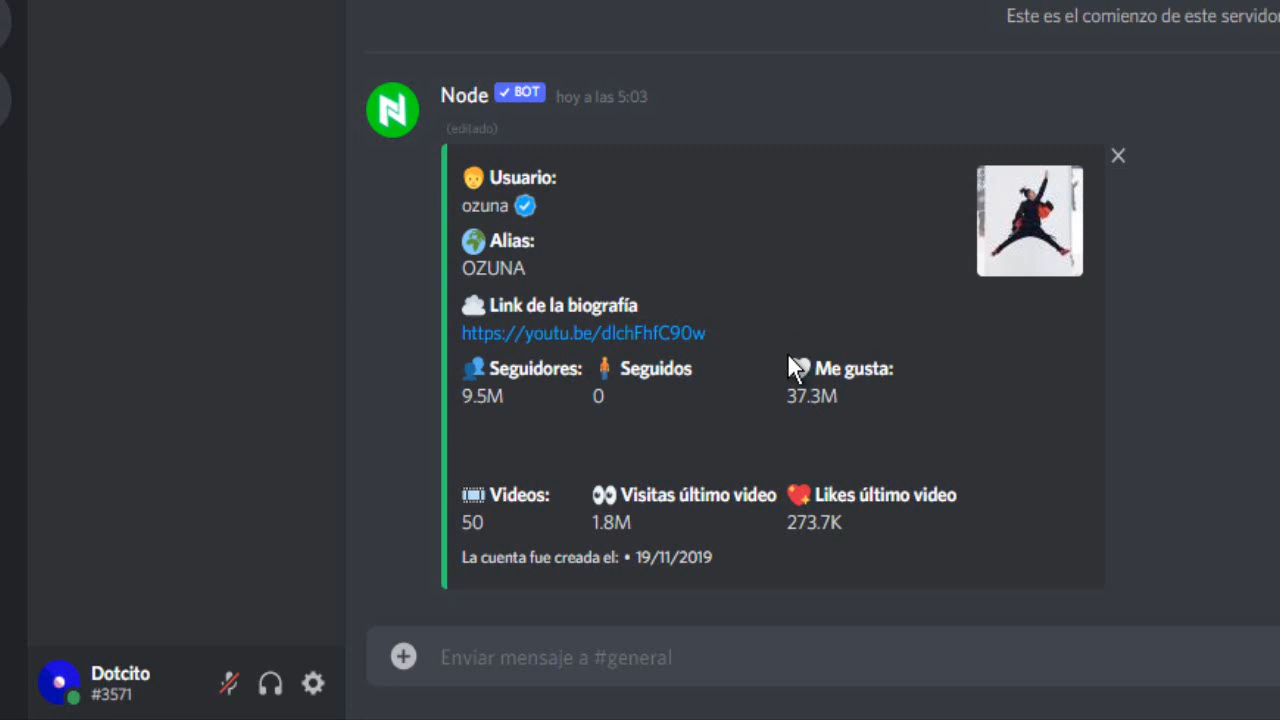 Este es el comienzo de este servidor
Node BOT hoy a las 5:03
(editado)
Usuario:
ozuna
Alias:
OZUNA
Link de la biografía
https://youtu.be/dlchFhfC90w
Seguidores: Seguidos Me gusta:
9.5M 0 37.3M
Videos: Visitas último video Likes último video
50 1.8M 273.7K
La cuenta fue creada el: • 19/11/2019
Enviar mensaje a #general
Dotcito
#3571